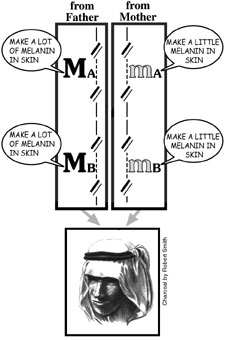 from
Father
from
Mother
MAKE A LOT
OF MELANIN
IN SKIN
MA
mA
MAKE A LITTLE
MELANIN IN
SKIN
MAKE A LOT
OF MELANIN
IN SKIN
MB
mB
MAKE A LITTLE
MELANIN IN
SKIN
Charcoal by Robert Smith